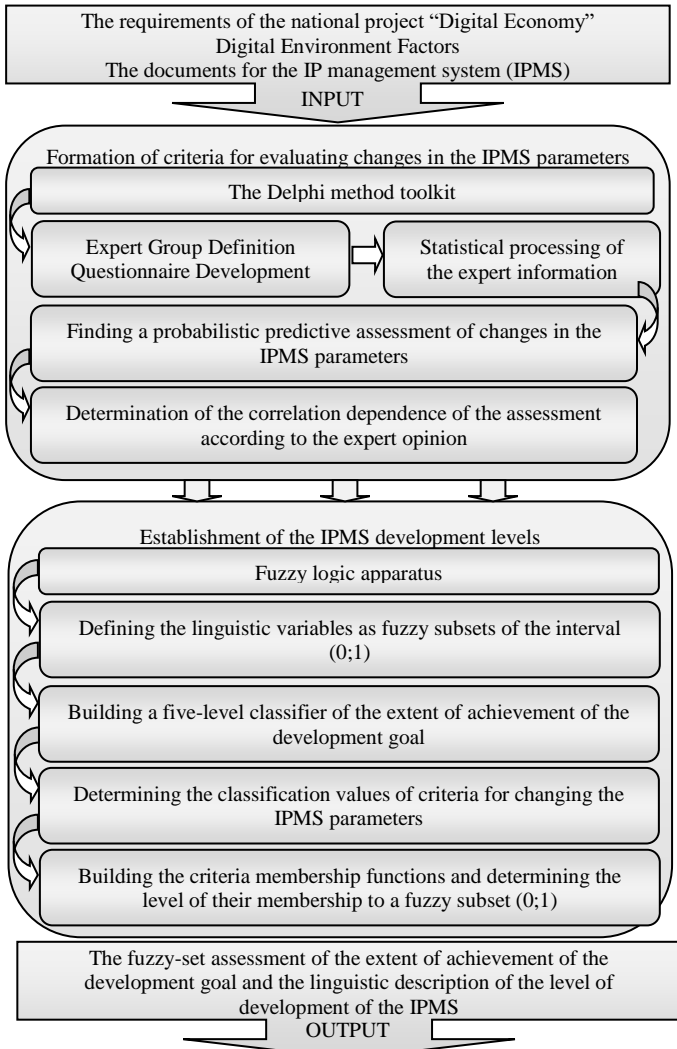 The requirements of the national project “Digital Economy”
Digital Environment Factors
The documents for the IP management system (IPMS)
INPUT
Formation of criteria for evaluating changes in the IPMS parameters
The Delphi method toolkit
Expert Group Definition
Questionnaire Development
Statistical processing of
the expert information
Finding a probabilistic predictive assessment of changes in the
IPMS parameters
Determination of the correlation dependence of the assessment
according to the expert opinion
Establishment of the IPMS development levels
Fuzzy logic apparatus
Defining the linguistic variables as fuzzy subsets of the interval
(0;1)
Building a five-level classifier of the extent of achievement of the
development goal
Determining the classification values of criteria for changing the
IPMS parameters
Building the criteria membership functions and determining the
level of their membership to a fuzzy subset (0;1)
The fuzzy-set assessment of the extent of achievement of the
development goal and the linguistic description of the level of
development of the IPMS
OUTPUT